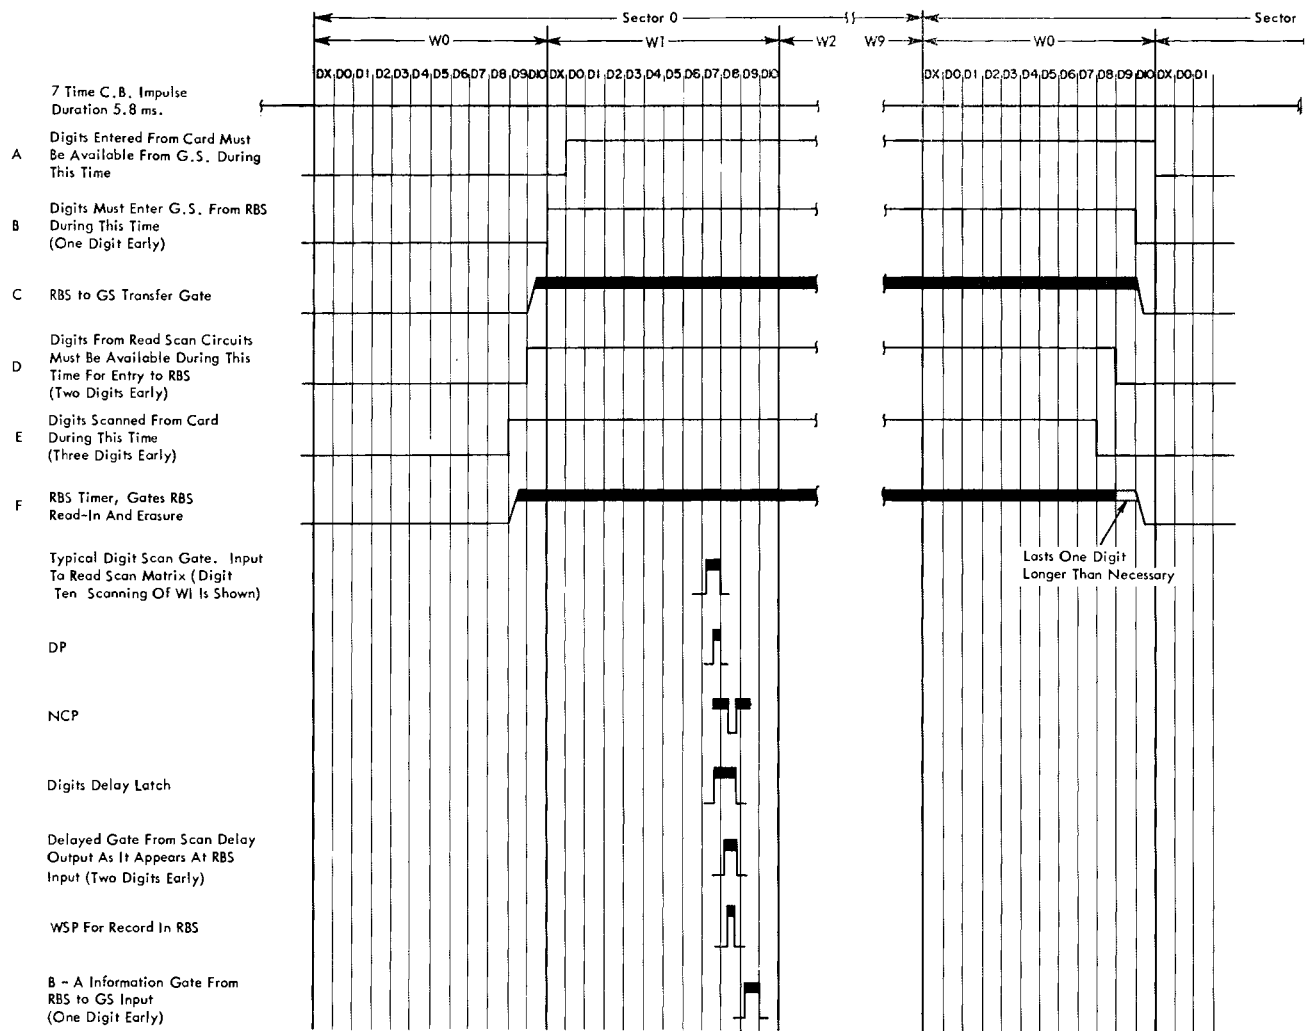 Sector 0
Sector
W0
W1
W2
W9
W0
DX D0 D1 D2 D3 D4 D5 D6 D7 D8 D9 D10 DX D0 D1 D2 D3 D4 D5 D6 D7 D8 D9 D10
DX D0 D1 D2 D3 D4 D5 D6 D7 D8 D9 D10 DX D0 D1
7 Time C.B. Impulse
Duration 5.8 ms.
A
Digits Entered From Card Must
Be Available From G.S. During
This Time
B
Digits Must Enter G.S. From RBS
During This Time
(One Digit Early)
C
RBS to GS Transfer Gate
D
Digits From Read Scan Circuits
Must Be Available During This
Time For Entry to RBS
(Two Digits Early)
E
Digits Scanned From Card
During This Time
(Three Digits Early)
F
RBS Timer, Gates RBS
Read-In And Erasure
Lasts One Digit
Longer Than Necessary
Typical Digit Scan Gate. Input
Ta Read Scan Matrix (Digit
Ten Scanning Of WI Is Shown)
DP
NCP
Digits Delay Latch
Delayed Gate From Scan Delay
Output As It Appears At RBS
Input (Two Digits Early)
WSP For Record In RBS
B - A Information Gate From
RBS to GS Input
(One Digit Early)